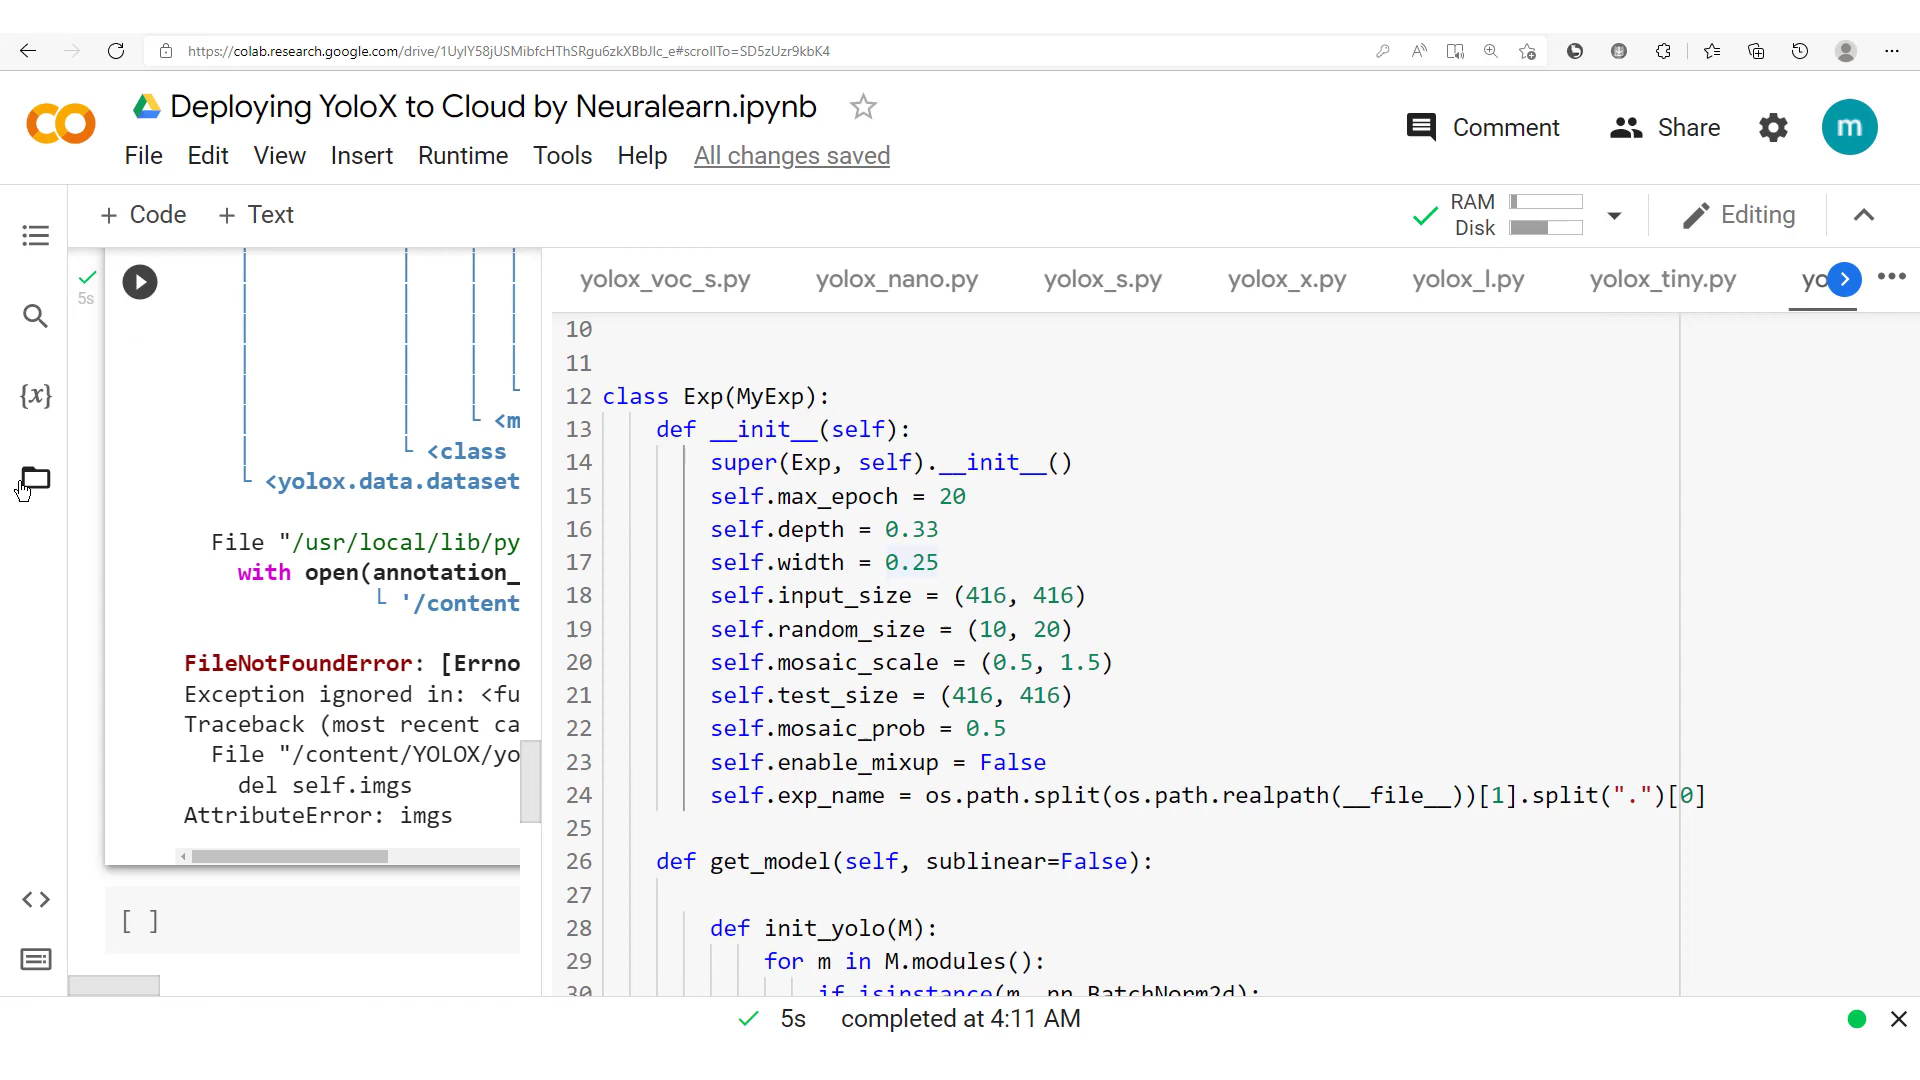 https://colab.research.google.com/drive/1UylY58jUSMibfcHThSRgu6zkXBbJlc_e#scrollTo=SD5zUzr9kbK4
Deploying YoloX to Cloud by Neuralearn.ipynb
Comment
Share
m
File Edit View Insert Runtime Tools Help All changes saved
+ Code + Text
RAM
Disk
Editing
5s
yolox_voc_s.py yolox_nano.py yolox_s.py yolox_x.py yolox_l.py yolox_tiny.py yo
{x}
<m
<class
<yolox.data.dataset
File "/usr/local/lib/py
with open(annotation_
'/content
FileNotFoundError: [Errno
Exception ignored in: <fu
Traceback (most recent ca
File "/content/YOLOX/yo
del self.imgs
AttributeError: imgs
[ ]
10
11
12 class Exp(MyExp):
13     def __init__(self):
14         super(Exp, self).__init__()
15         self.max_epoch = 20
16         self.depth = 0.33
17         self.width = 0.25
18         self.input_size = (416, 416)
19         self.random_size = (10, 20)
20         self.mosaic_scale = (0.5, 1.5)
21         self.test_size = (416, 416)
22         self.mosaic_prob = 0.5
23         self.enable_mixup = False
24         self.exp_name = os.path.split(os.path.realpath(__file__))[1].split(".")[0]
25
26     def get_model(self, sublinear=False):
27
28         def init_yolo(M):
29             for m in M.modules():
30                 if isinstance(m, nn.BatchNorm2d):
5s completed at 4:11 AM